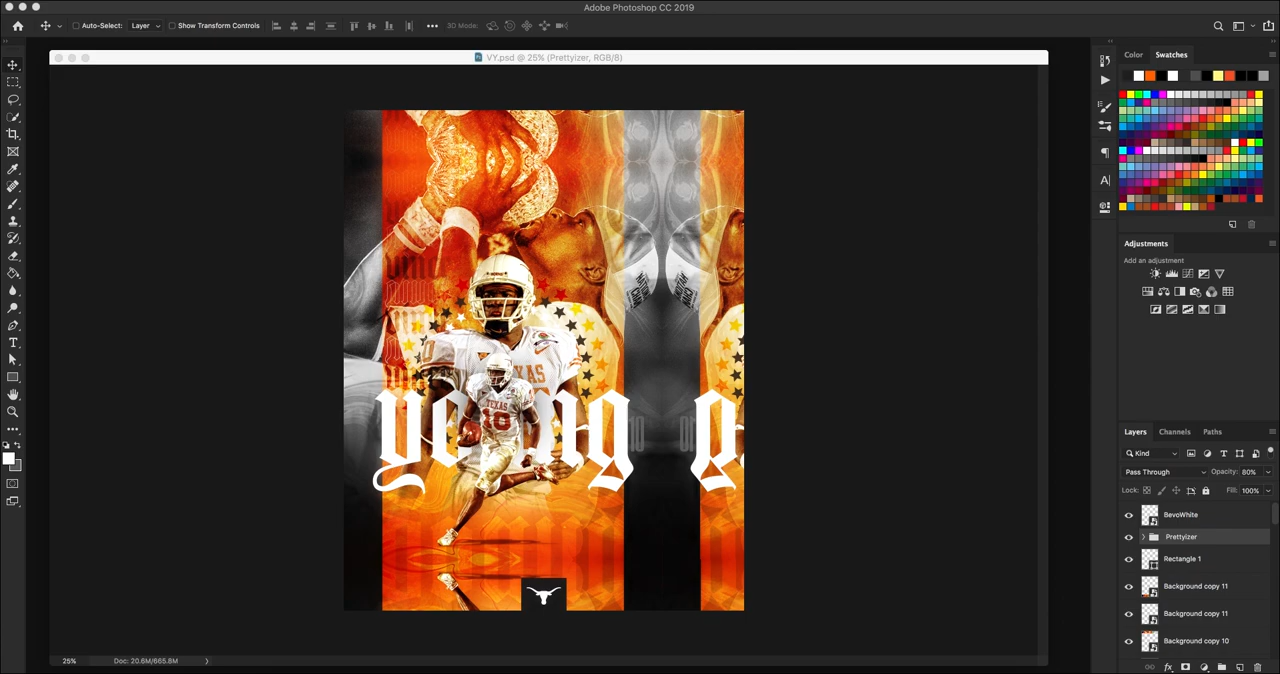 Adobe Photoshop CC 2019
Auto-Select:
Layer
Show Transform Controls
3D Mode:
VY.psd @ 25% (Prettyizer, RGB/8)
Color
Swatches
Adjustments
Add an adjustment
TEXAS
TEXAS
10
young
g
10
Layers
Channels
Paths
Kind
Pass Through
Opacity: 80%
Lock:
Fill: 100%
BevoWhite
Prettyizer
Rectangle 1
Background copy 11
Background copy 11
Background copy 10
25%
Doc: 20.6M/665.8M